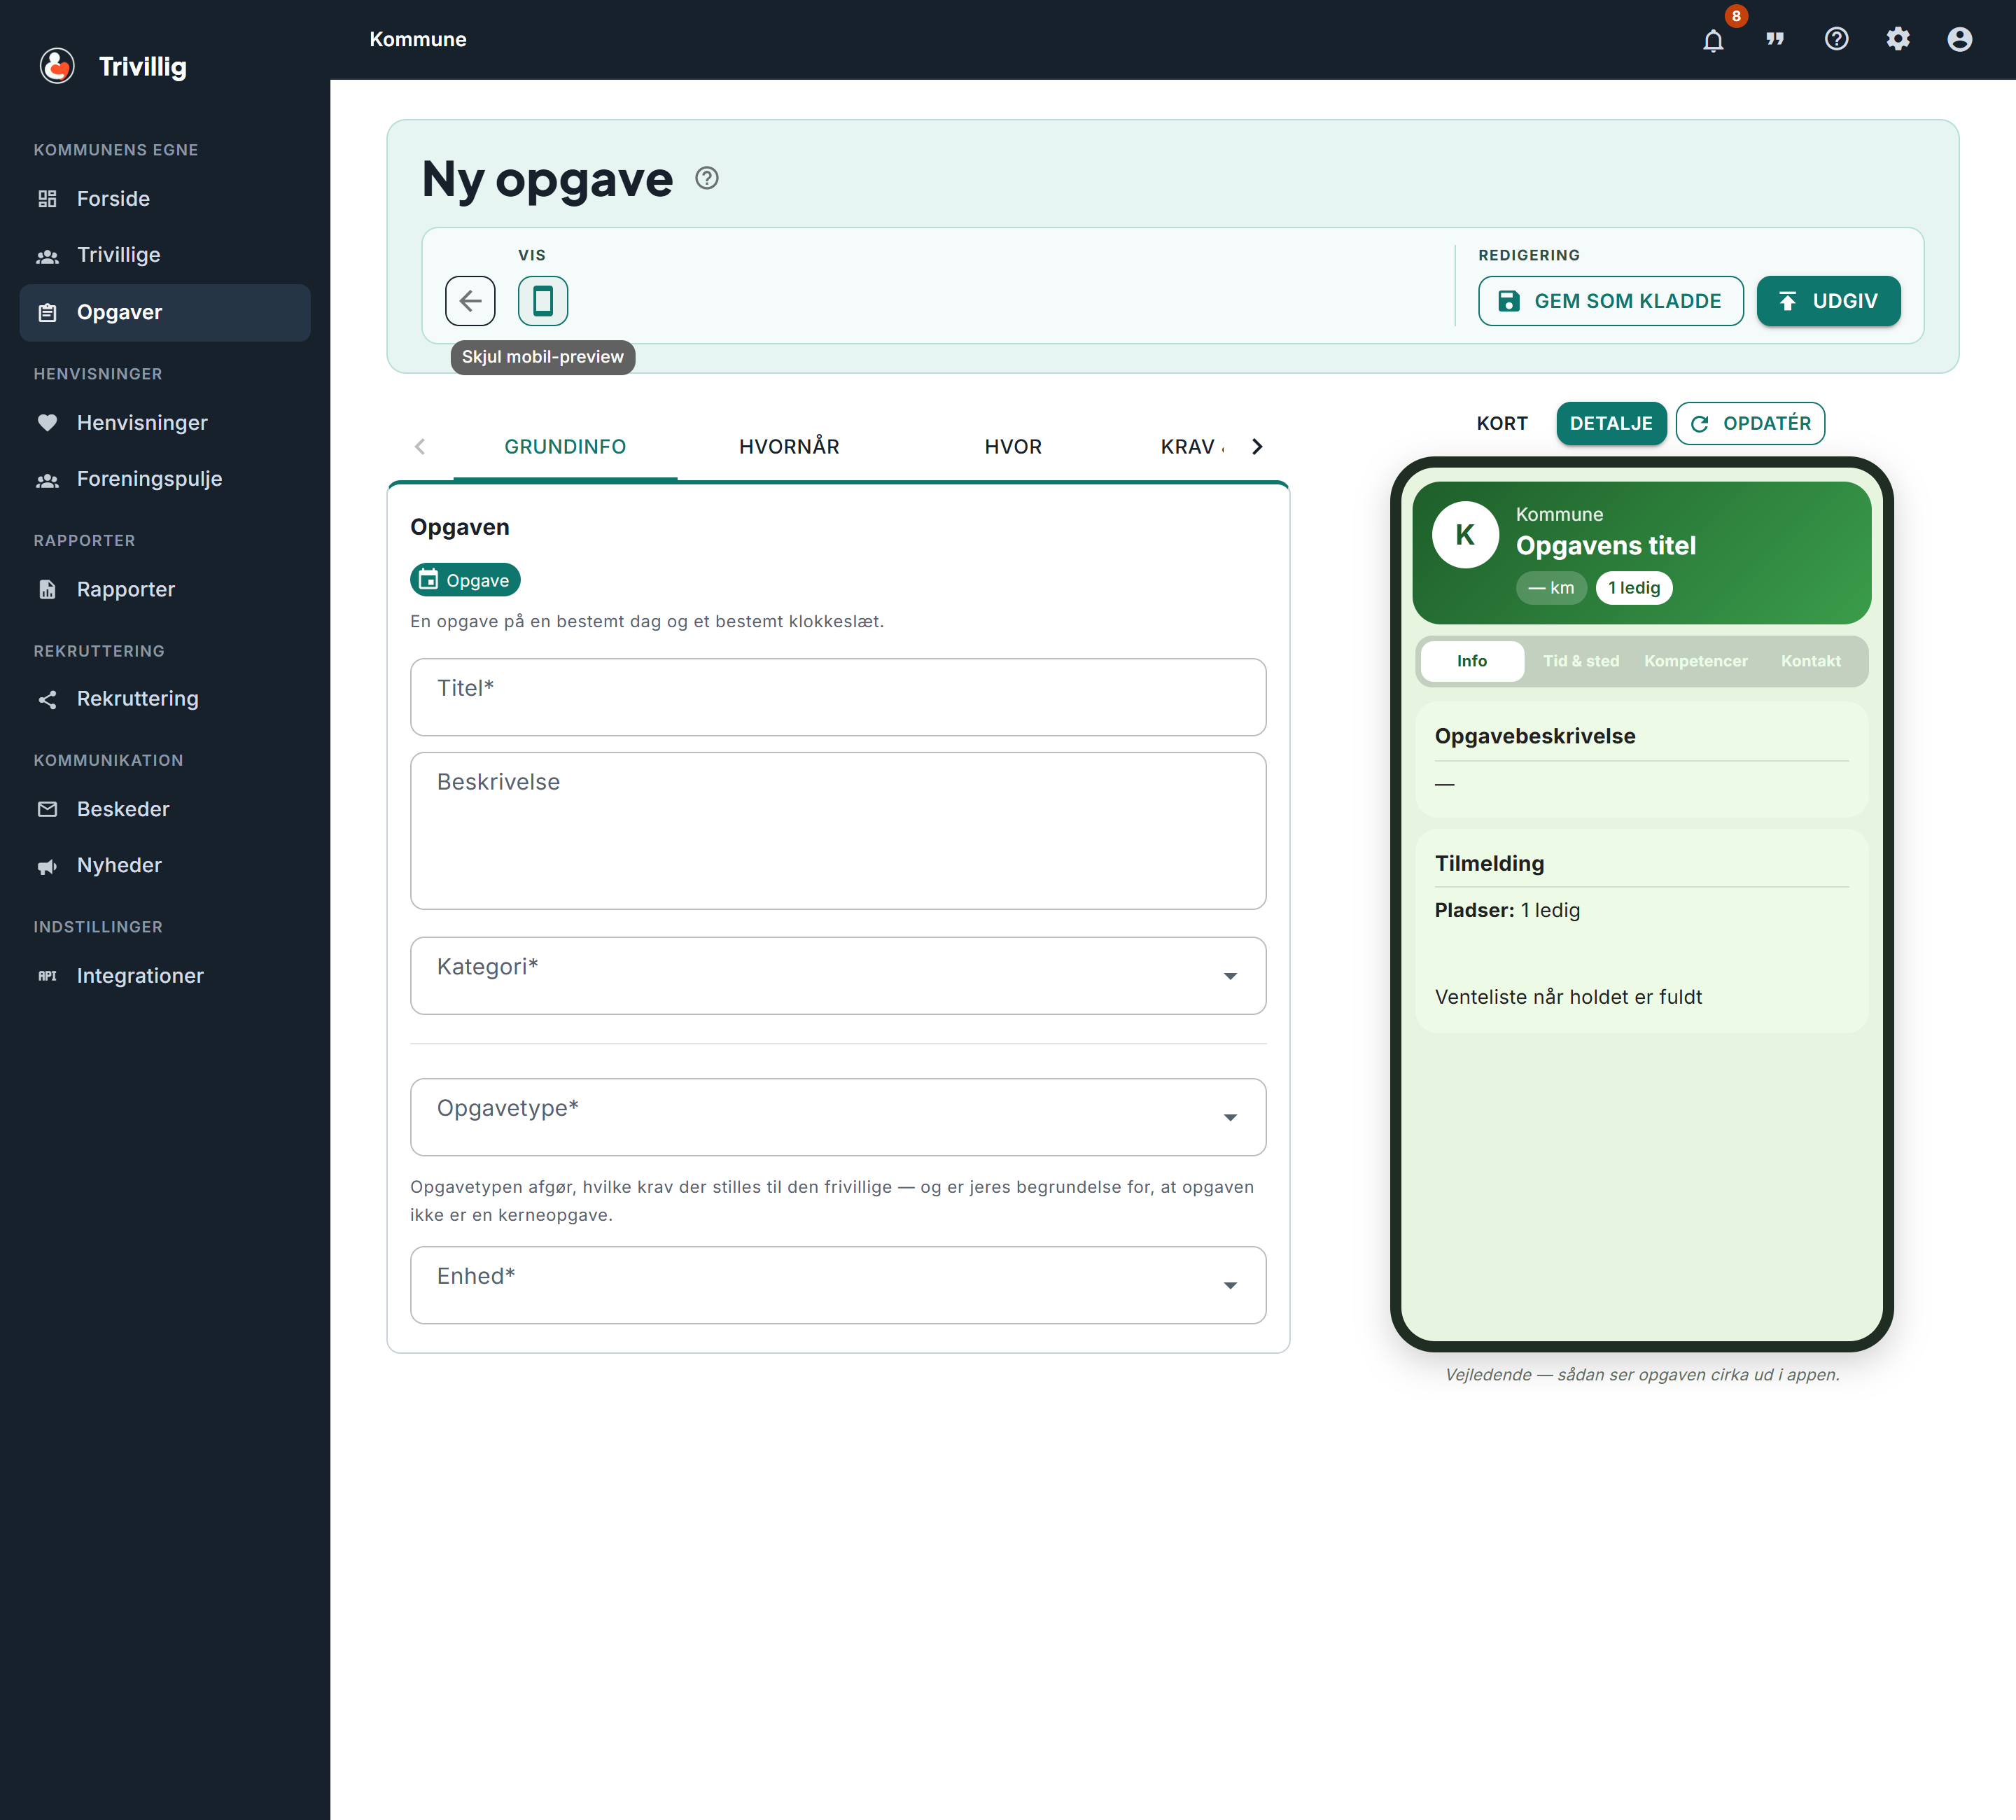 Trivillig
Kommune
8
KOMMUNENS EGNE
Forside
Trivillige
Opgaver
HENVISNINGER
Henvisninger
Foreningspulje
RAPPORTER
Rapporter
REKRUTTERING
Rekruttering
KOMMUNIKATION
Beskeder
Nyheder
INDSTILLINGER
API Integrationer
Ny opgave
VIS
REDIGERING
GEM SOM KLADDE
UDGIV
Skjul mobil-preview
GRUNDINFO
HVORNÅR
HVOR
KRAV
Opgaven
Opgave
En opgave på en bestemt dag og et bestemt klokkeslæt.
Titel*
Beskrivelse
Kategori*
Opgavetype*
Opgavetypen afgør, hvilke krav der stilles til den frivillige — og er jeres begrundelse for, at opgaven
ikke er en kerneopgave.
Enhed*
KORT
DETALJE
OPDATÉR
K
Kommune
Opgavens titel
— km
1 ledig
Info
Tid & sted
Kompetencer
Kontakt
Opgavebeskrivelse
—
Tilmelding
Pladser: 1 ledig
Venteliste når holdet er fuldt
Vejledende — sådan ser opgaven cirka ud i appen.